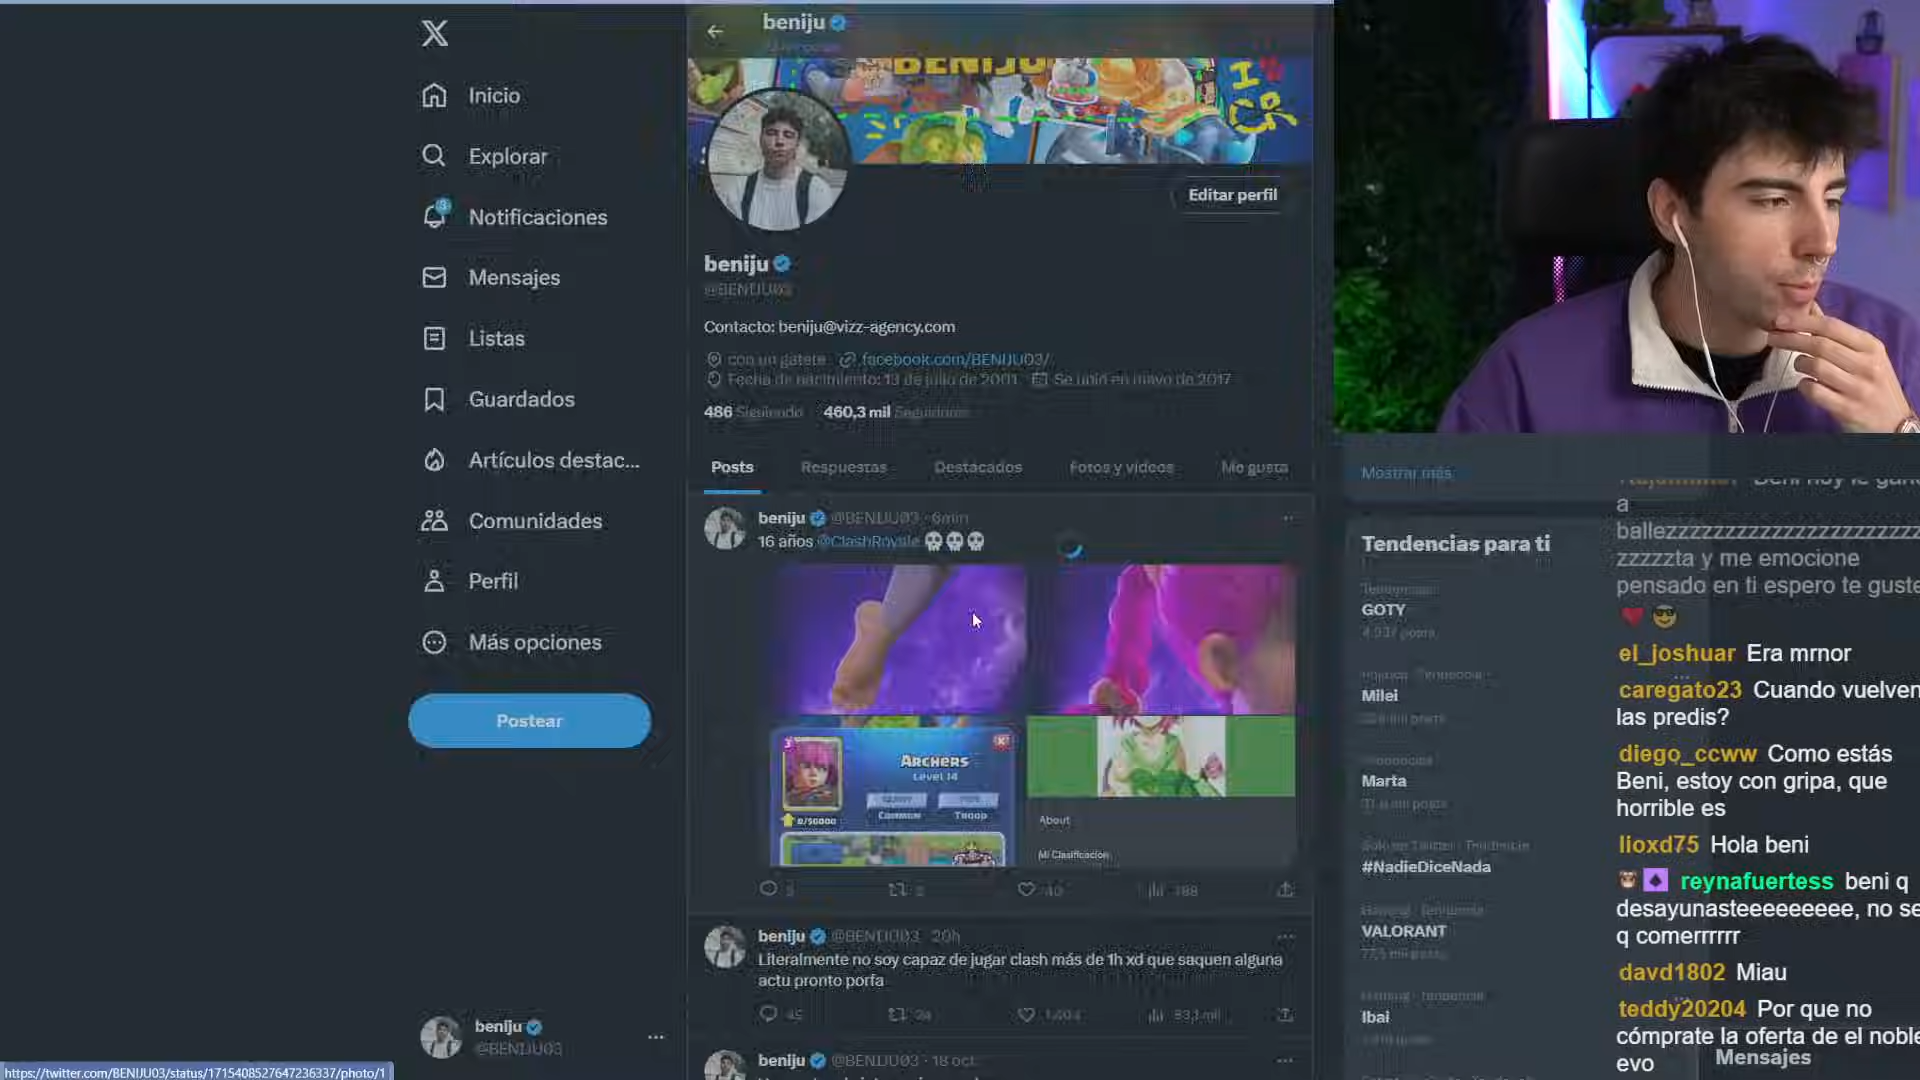 beniju
BENIJU
Inicio
Explorar
3
Notificaciones
Mensajes
Listas
Guardados
Artículos destac...
Comunidades
Perfil
Más opciones
Postear
beniju
@BENIJU03
Editar perfil
beniju
@BENIJU03
Contacto: beniju@vizz-agency.com
con un gatete facebook.com/BENIJU03/
Fecha de nacimiento: 13 de julio de 2001 Se unió en mayo de 2017
486 Siguiendo 460,3 mil Seguidores
Posts Respuestas Destacados Fotos y videos Me gusta
beniju @BENIJU03 · 6min
16 años @ClashRoyale 💀💀💀
Archers
Level 14
0/50000
Common
Troop
About
Mi Clasificacion
beniju @BENIJU03 · 20h
Literalmente no soy capaz de jugar clash más de 1h xd que saquen alguna
actu pronto porfa
beniju @BENIJU03 · 18 oct.
Mostrar más
Tendencias para ti
GOTY
Milei
Marta
#NadieDiceNada
VALORANT
Ibai
a
ballezzzzzzzzzzzzzzzzzzzzzzz
zzzzzta y me emocione
pensado en ti espero te guste
❤️ 😎
el_joshuar Era mrnor
caregato23 Cuando vuelven
las predis?
diego_ccww Como estás
Beni, estoy con gripa, que
horrible es
lioxd75 Hola beni
reynafuertess beni q
desayunasteeeeeeeee, no se
q comerrrrrr
davd1802 Miau
teddy20204 Por que no
cómprate la oferta de el noble
evo
Mensajes
https://twitter.com/BENIJU03/status/1715408527647236337/photo/1